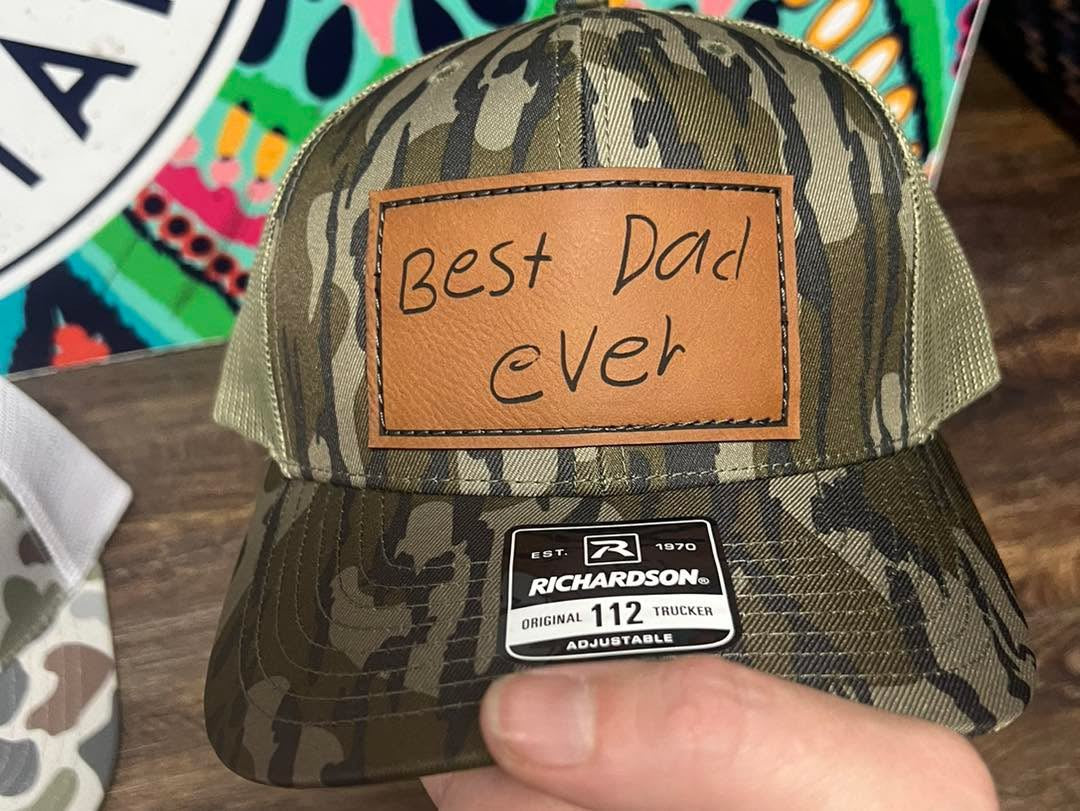 Best Dad
ever
EST. R 1970
RICHARDSON®
ORIGINAL 112 TRUCKER
ADJUSTABLE